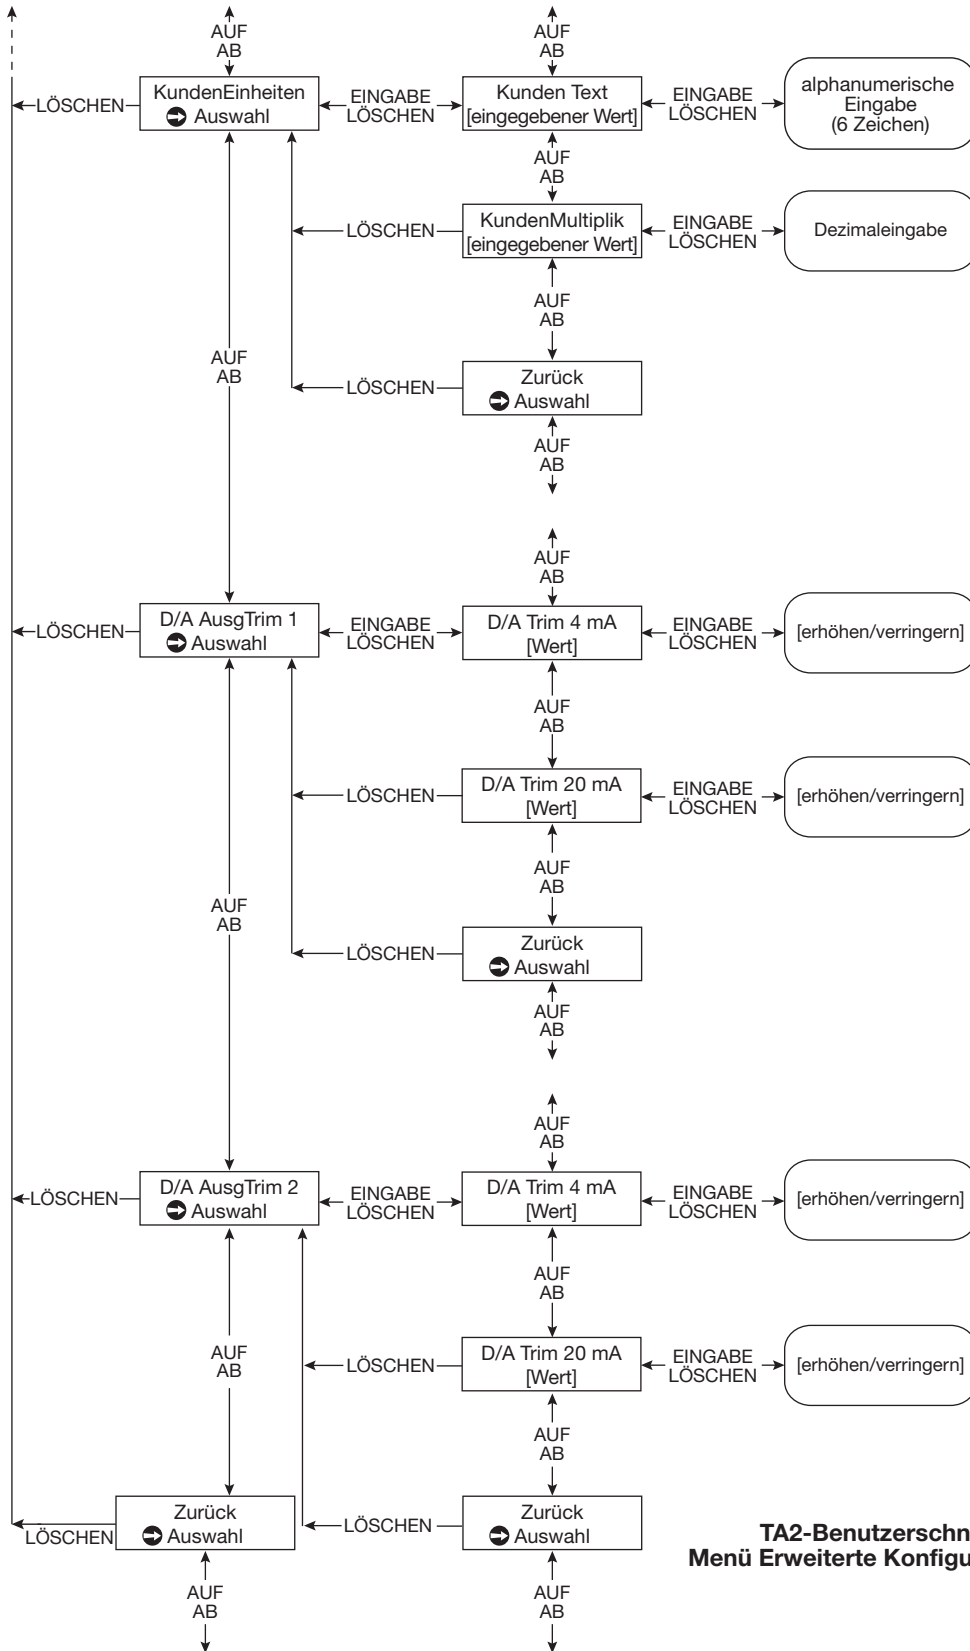 AUF
AB
AUF
AB
LÖSCHEN
KundenEinheiten
Auswahl
EINGABE
LÖSCHEN
Kunden Text
[eingegebener Wert]
EINGABE
LÖSCHEN
alphanumerische
Eingabe
(6 Zeichen)
AUF
AB
LÖSCHEN
KundenMultiplik
[eingegebener Wert]
EINGABE
LÖSCHEN
Dezimaleingabe
AUF
AB
AUF
AB
LÖSCHEN
Zurück
Auswahl
AUF
AB
AUF
AB
LÖSCHEN
D/A AusgTrim 1
Auswahl
EINGABE
LÖSCHEN
D/A Trim 4 mA
[Wert]
EINGABE
LÖSCHEN
[erhöhen/verringern]
AUF
AB
LÖSCHEN
D/A Trim 20 mA
[Wert]
EINGABE
LÖSCHEN
[erhöhen/verringern]
AUF
AB
AUF
AB
LÖSCHEN
Zurück
Auswahl
AUF
AB
AUF
AB
LÖSCHEN
D/A AusgTrim 2
Auswahl
EINGABE
LÖSCHEN
D/A Trim 4 mA
[Wert]
EINGABE
LÖSCHEN
[erhöhen/verringern]
AUF
AB
AUF
AB
LÖSCHEN
D/A Trim 20 mA
[Wert]
EINGABE
LÖSCHEN
[erhöhen/verringern]
AUF
AB
LÖSCHEN
Zurück
Auswahl
LÖSCHEN
Zurück
Auswahl
AUF
AB
AUF
AB
TA2-Benutzerschn
Menü Erweiterte Konfigu